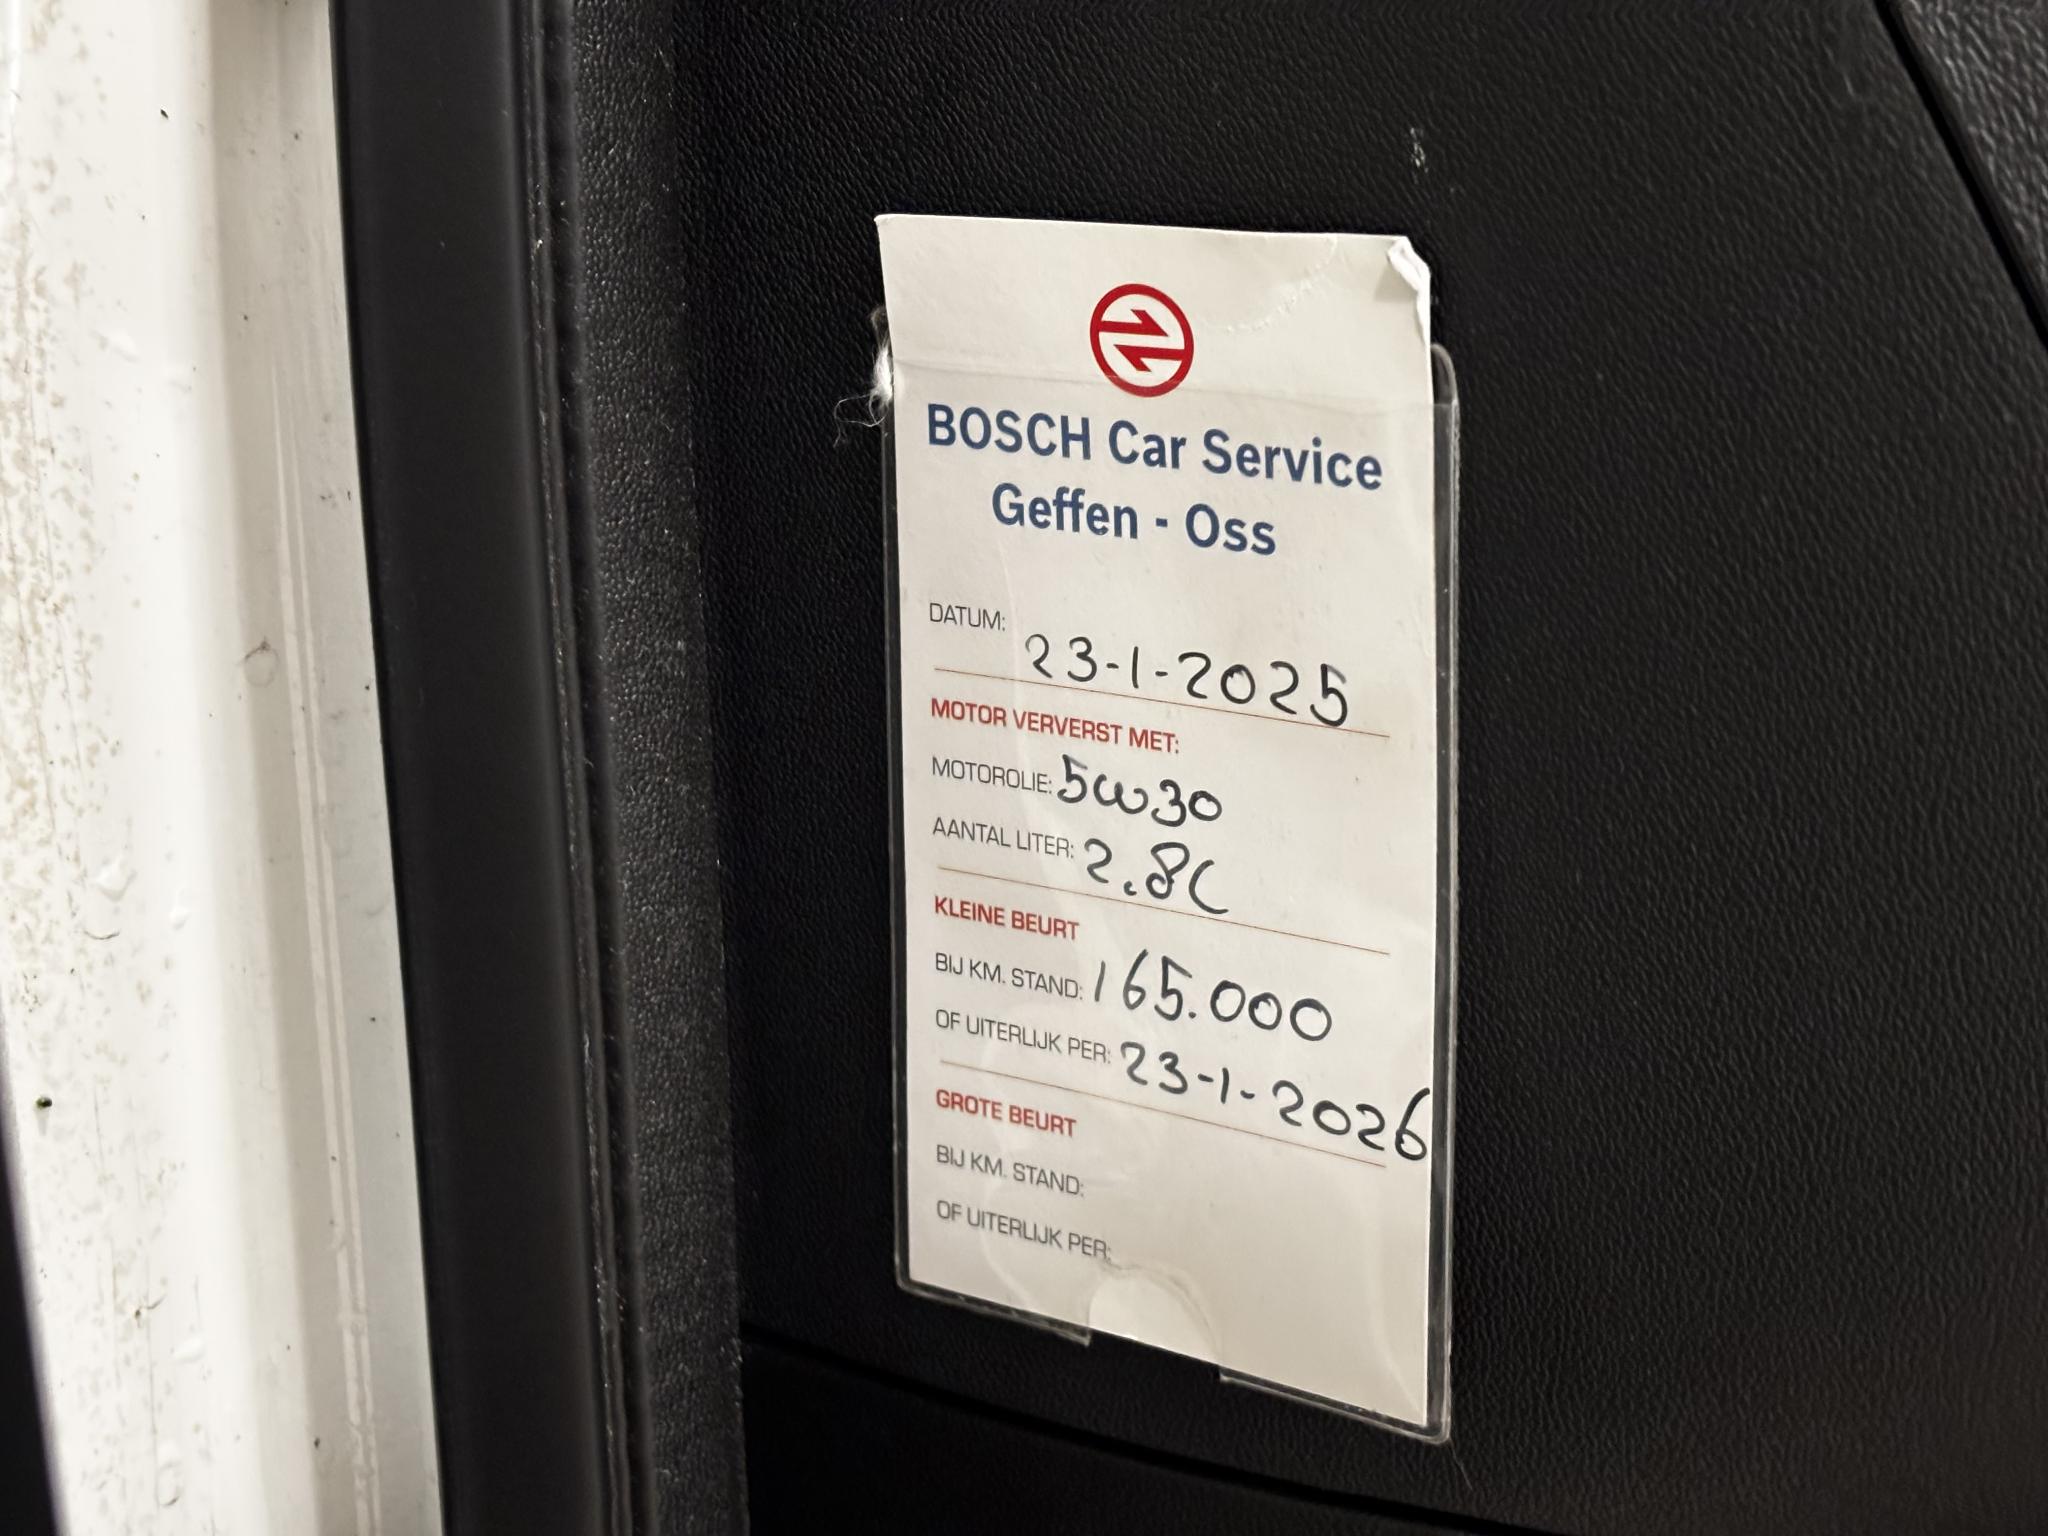 BOSCH Car Service
Geffen - Oss
DATUM: 23-1-2025
MOTOR VERVERST MET:
MOTOROLIE: 5W30
AANTAL LITER: 2.8L
KLEINE BEURT
BIJ KM. STAND: 165.000
OF UITERLIJK PER: 23-1-2026
GROTE BEURT
BIJ KM. STAND:
OF UITERLIJK PER: